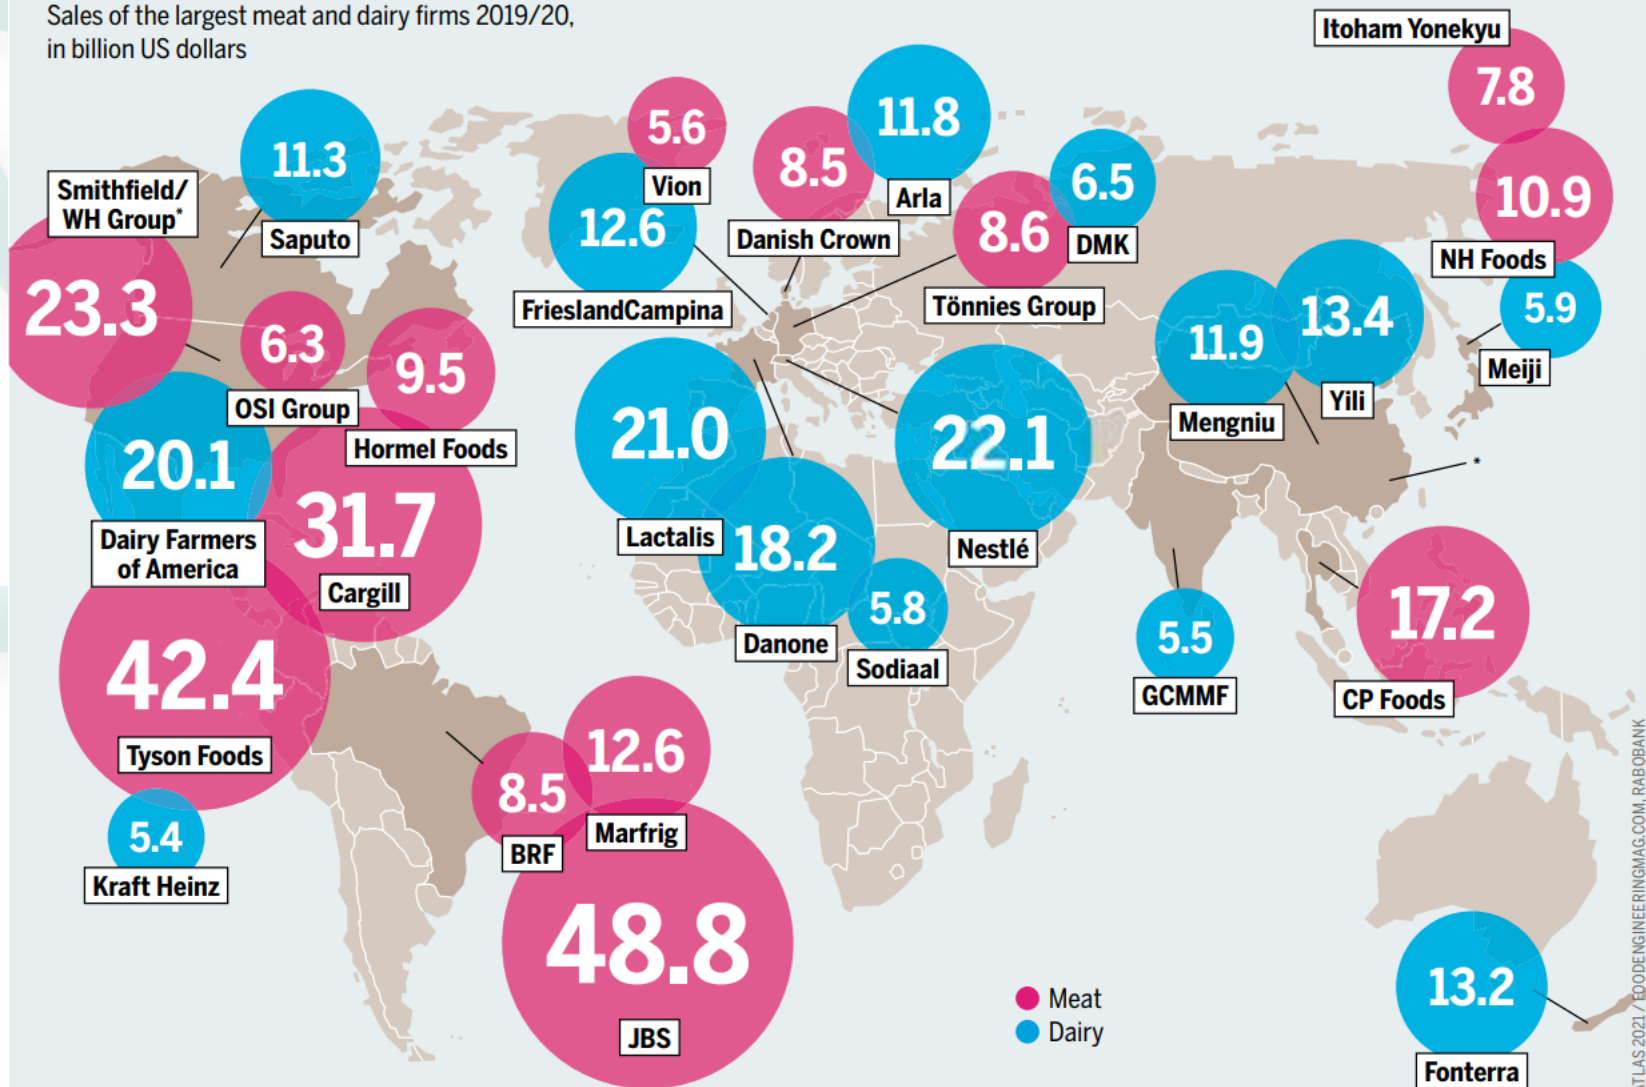 Sales of the largest meat and dairy firms 2019/20,
in billion US dollars
Itoham Yonekyu
7.8
10.9
NH Foods
5.9
Meiji
11.3
Saputo
Smithfield/
WH Group*
23.3
6.3
OSI Group
9.5
Hormel Foods
20.1
Dairy Farmers
of America
31.7
Cargill
42.4
Tyson Foods
5.4
Kraft Heinz
5.6
Vion
12.6
FrieslandCampina
8.5
Danish Crown
11.8
Arla
8.6
Tönnies Group
6.5
DMK
21.0
Lactalis
18.2
Danone
5.8
Sodiaal
22.1
Nestlé
11.9
Mengniu
13.4
Yili
*
5.5
GCMMF
17.2
CP Foods
8.5
BRF
12.6
Marfrig
48.8
JBS
Meat
Dairy
13.2
Fonterra
ATLAS 2021 / FOODENGINEERINGMAG.COM, RABOBANK